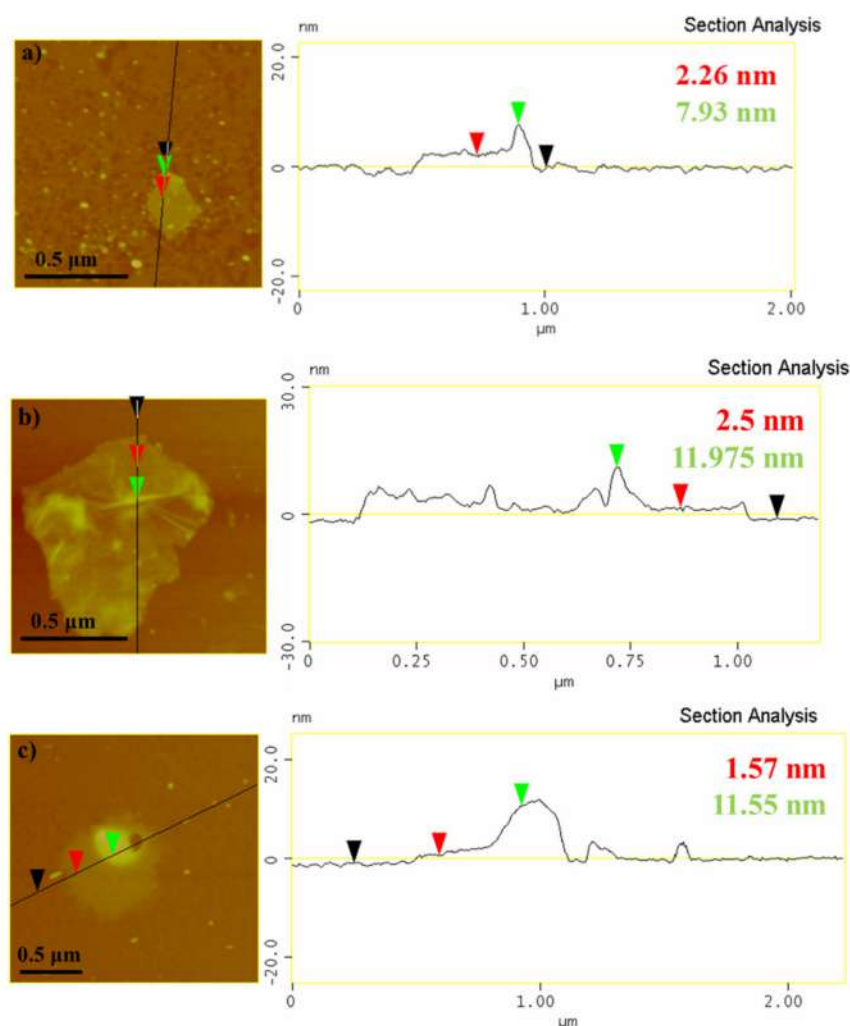 a)
0.5 µm
nm
Section Analysis
20.0
0
-20.0
2.26 nm
7.93 nm
0
1.00
2.00
µm
b)
0.5 µm
nm
Section Analysis
30.0
0
-30.0
2.5 nm
11.975 nm
0
0.25
0.50
0.75
1.00
µm
c)
0.5 µm
nm
Section Analysis
20.0
0
-20.0
1.57 nm
11.55 nm
0
1.00
2.00
µm